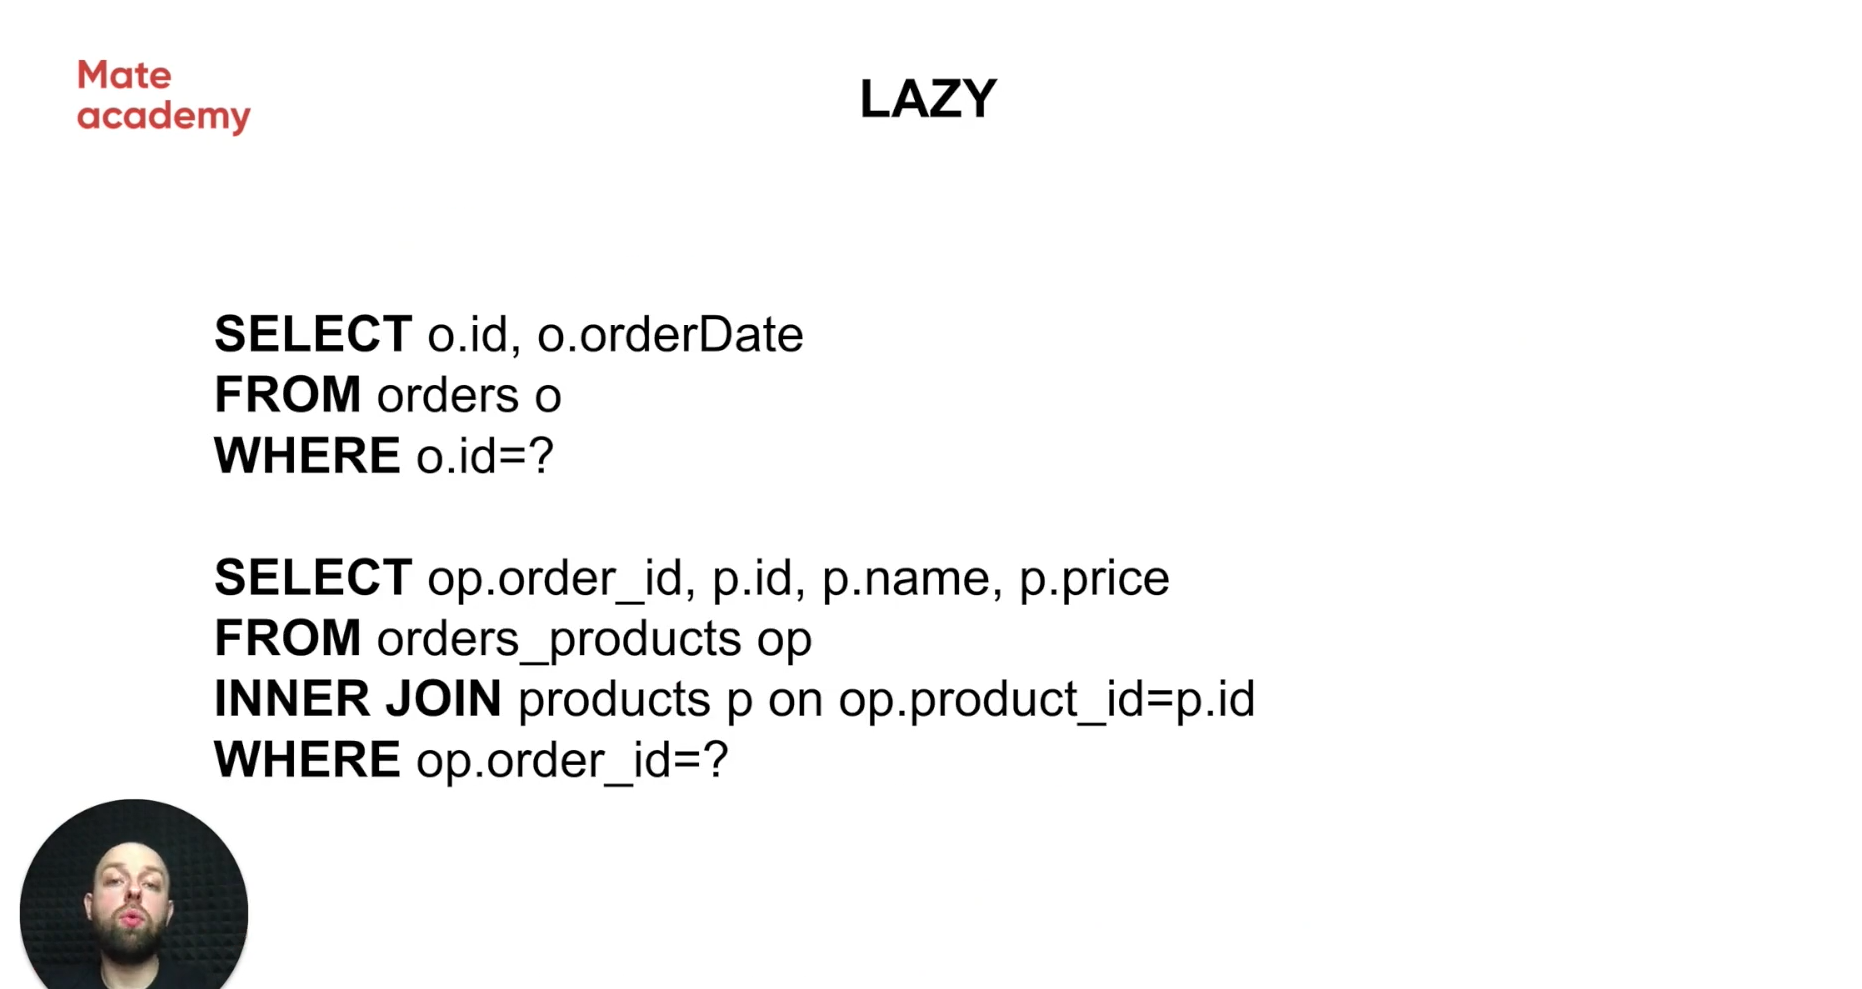 Mate
academy
LAZY
SELECT o.id, o.orderDate
FROM orders o
WHERE o.id=?
SELECT op.order_id, p.id, p.name, p.price
FROM orders_products op
INNER JOIN products p on op.product_id=p.id
WHERE op.order_id=?